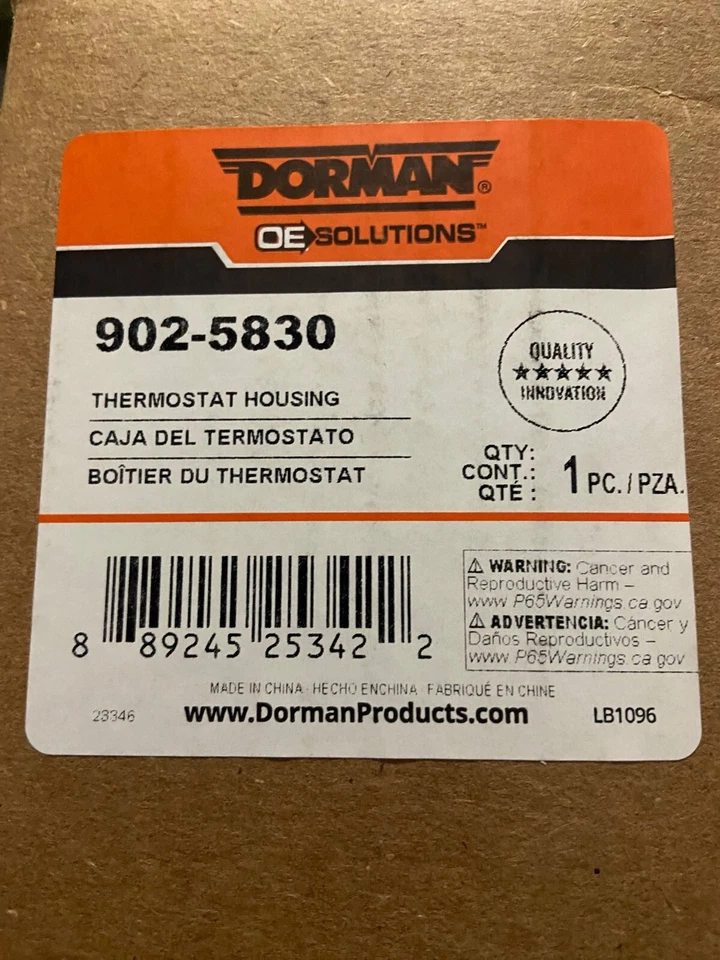 DORMAN®
OE SOLUTIONS™
902-5830
QUALITY
★★★★★
INNOVATION
THERMOSTAT HOUSING
CAJA DEL TERMOSTATO
BOÎTIER DU THERMOSTAT
QTY:
CONT.:
QTÉ :
1 PC. / PZA.
8 89245 25342 2
⚠ WARNING: Cancer and
Reproductive Harm –
www.P65Warnings.ca.gov
⚠ ADVERTENCIA: Cáncer y
Daños Reproductivos –
www.P65Warnings.ca.gov
MADE IN CHINA · HECHO EN CHINA · FABRIQUÉ EN CHINE
23346
www.DormanProducts.com
LB1096